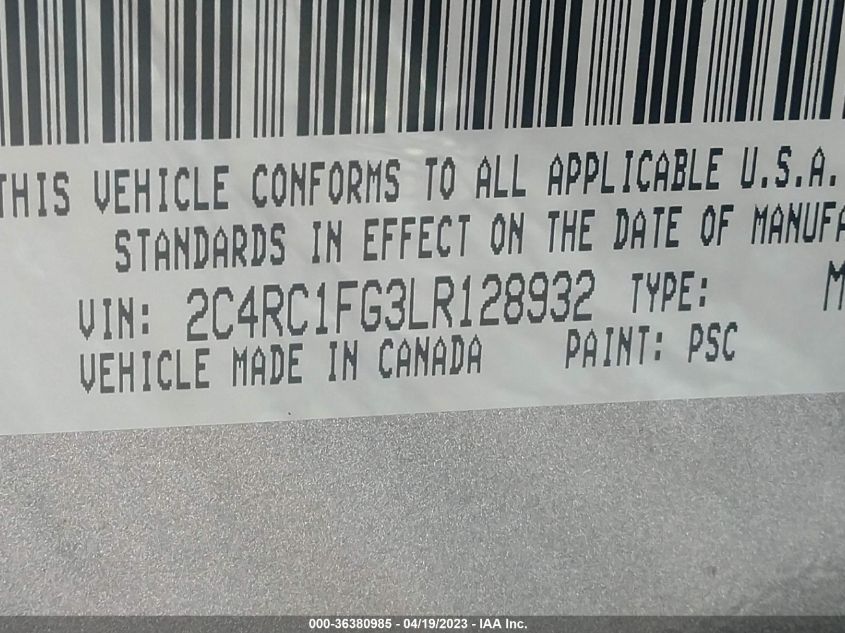 THIS VEHICLE CONFORMS TO ALL APPLICABLE U.S.A.
STANDARDS IN EFFECT ON THE DATE OF MANUFA
VIN: 2C4RC1FG3LR128932 TYPE: M
VEHICLE MADE IN CANADA PAINT: PSC
000-36380985 - 04/19/2023 - IAA Inc.